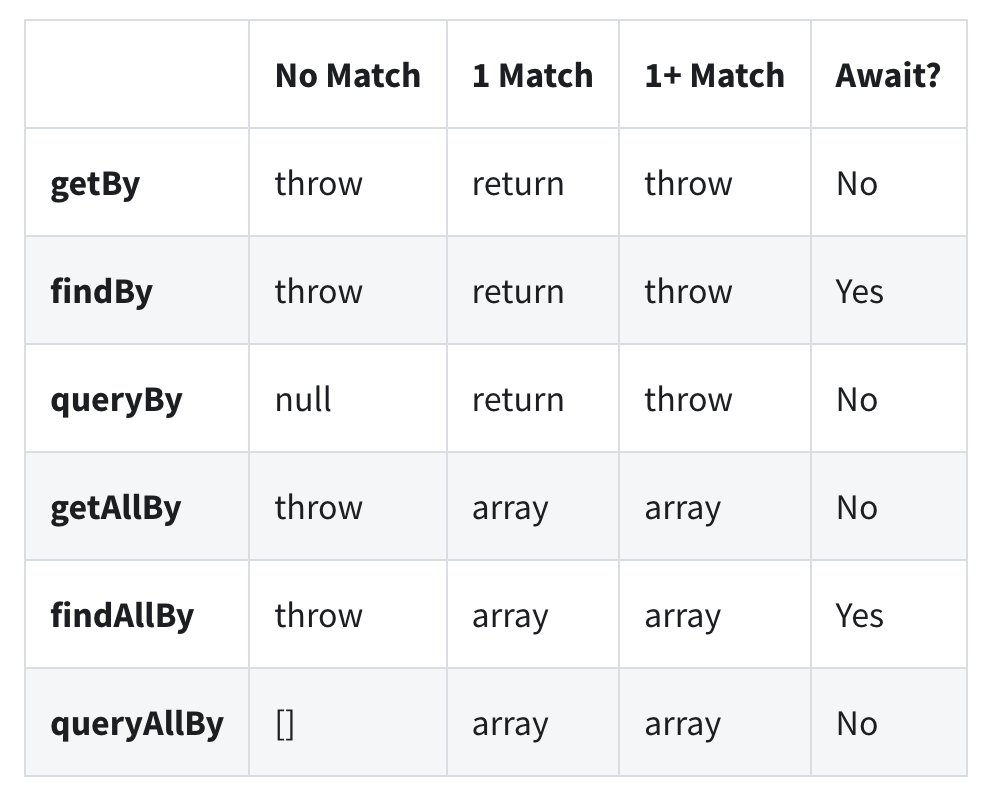 No Match 1 Match 1+ Match Await?
getBy throw return throw No
findBy throw return throw Yes
queryBy null return throw No
getAllBy throw array array No
findAllBy throw array array Yes
queryAllBy [] array array No